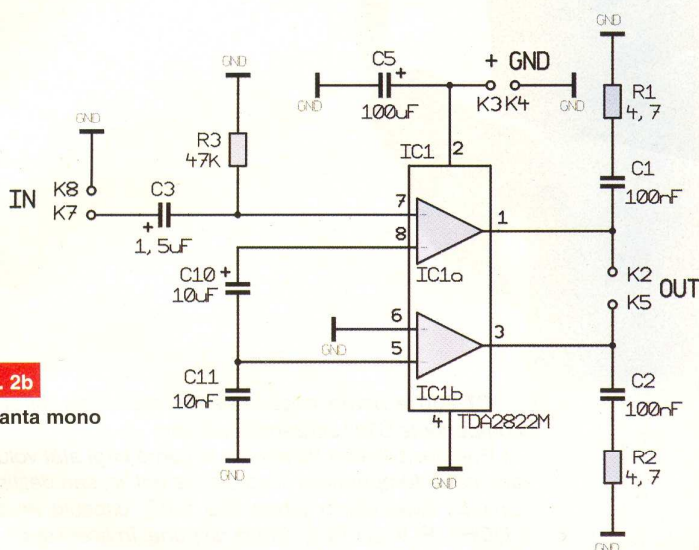 GND
GND
C5
+
+ GND
GND
K3 K4
GND
100uF
R1
4,7
GND
R3
47K
IC1
2
C1
100nF
IN
K8
K7
C3
+
1,5uF
7
8
1
IC1a
K2
OUT
K5
C10
+
10uF
6
GND
5
3
IC1b
C11
10nF
C2
100nF
. 2b
anta mono
4
TDA2822M
R2
4,7
GND
GND
GND